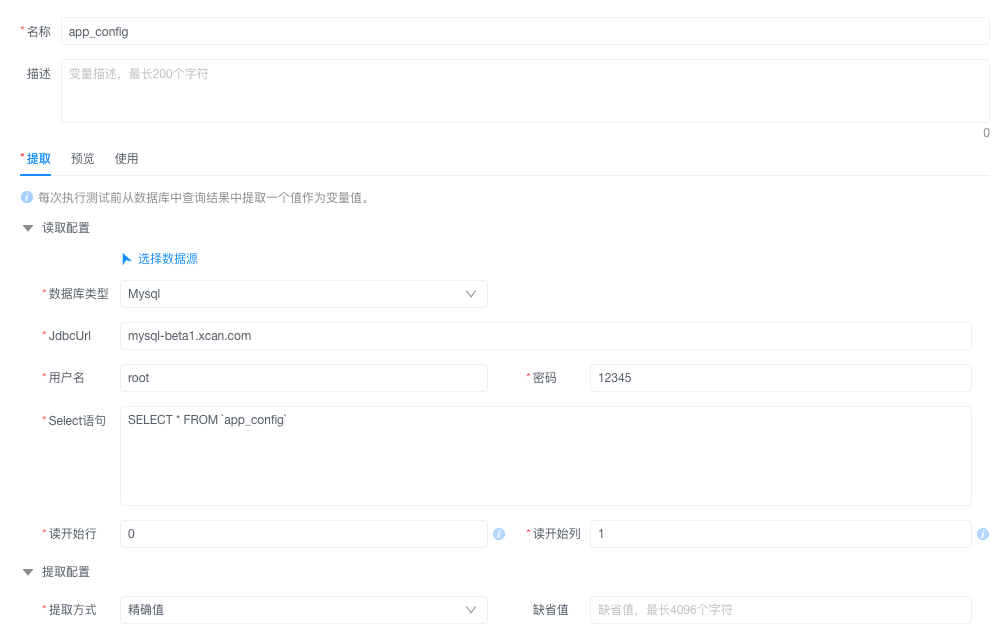 * 名称 app_config
描述 变量描述，最长200个字符
0
* 提取 预览 使用
每次执行测试前从数据库中查询结果中提取一个值作为变量值。
读取配置
选择数据源
* 数据库类型 Mysql
* JdbcUrl mysql-beta1.xcan.com
* 用户名 root * 密码 12345
* Select语句 SELECT * FROM `app_config`
* 读开始行 0 * 读开始列 1
提取配置
* 提取方式 精确值 缺省值 缺省值，最长4096个字符